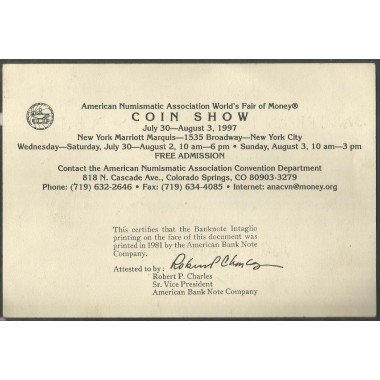 American Numismatic Association World's Fair of Money®
COIN SHOW
July 30—August 3, 1997
New York Marriott Marquis—1535 Broadway—New York City
Wednesday—Saturday, July 30—August 2, 10 am—6 pm • Sunday, August 3, 10 am—3 pm
FREE ADMISSION
Contact the American Numismatic Association Convention Department
818 N. Cascade Ave., Colorado Springs, CO 80903-3279
Phone: (719) 632-2646 • Fax: (719) 634-4085 • Internet: anacvn@money.org
This certifies that the Banknote Intaglio
printing on the face of this document was
printed in 1981 by the American Bank Note
Company.
Attested to by: Robert P Charles
Robert P. Charles
Sr. Vice President
American Bank Note Company